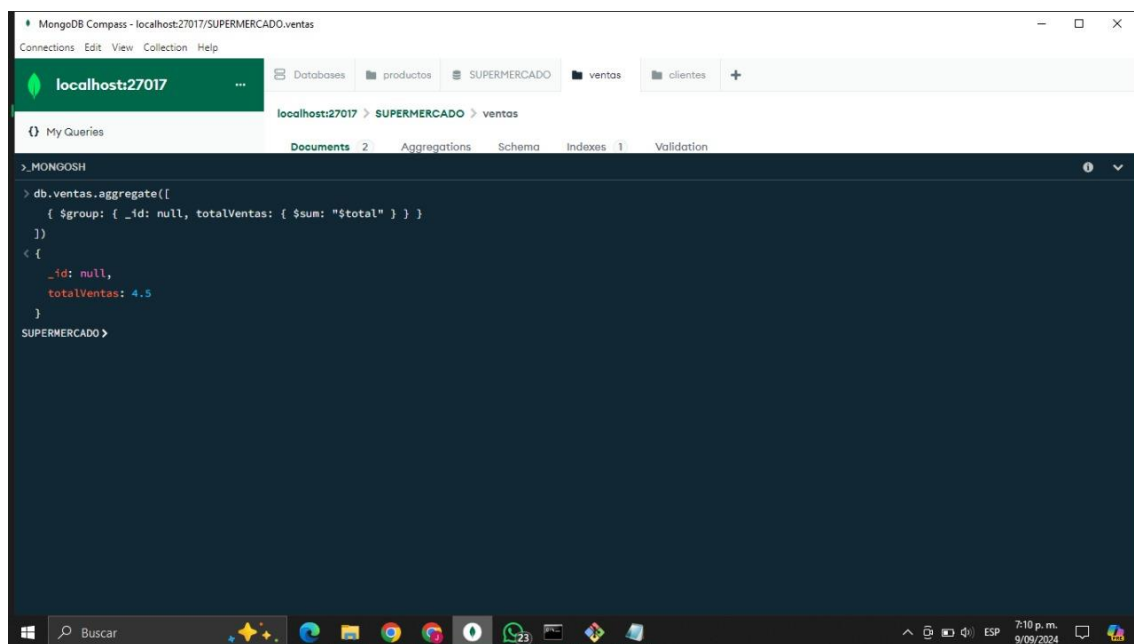 MongoDB Compass - localhost:27017/SUPERMERCADO.ventas
Connections Edit View Collection Help
localhost:27017 ...
Databases productos SUPERMERCADO ventas clientes +
localhost:27017 > SUPERMERCADO > ventas
{} My Queries
Documents 2 Aggregations Schema Indexes 1 Validation
>_MONGOSH
> db.ventas.aggregate([
{ $group: { _id: null, totalVentas: { $sum: "$total" } } }
])
< {
_id: null,
totalVentas: 4.5
}
SUPERMERCADO>
Buscar
23
ESP
7:10 p. m.
9/09/2024